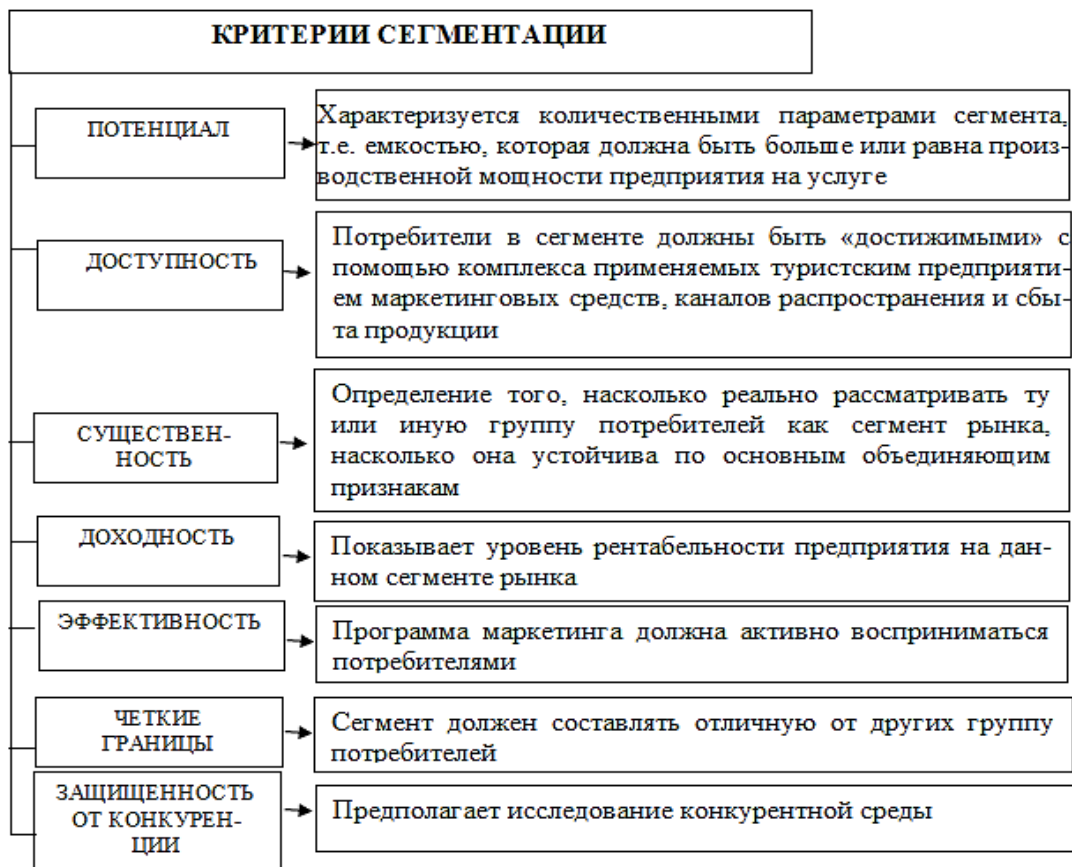 КРИТЕРИИ СЕГМЕНТАЦИИ
ПОТЕНЦИАЛ
Характеризуется количественными параметрами сегмента,
т.е. емкостью, которая должна быть больше или равна произ-
водственной мощности предприятия на услуге
ДОСТУПНОСТЬ
Потребители в сегменте должны быть «достижимыми» с
помощью комплекса применяемых туристским предприяти-
ем маркетинговых средств, каналов распространения и сбы-
та продукции
СУЩЕСТВЕН-
НОСТЬ
Определение того, насколько реально рассматривать ту
или иную группу потребителей как сегмент рынка,
насколько она устойчива по основным объединяющим
признакам
ДОХОДНОСТЬ
Показывает уровень рентабельности предприятия на дан-
ном сегменте рынка
ЭФФЕКТИВНОСТЬ
Программа маркетинга должна активно восприниматься
потребителями
ЧЕТКИЕ
ГРАНИЦЫ
Сегмент должен составлять отличную от других группу
потребителей
ЗАЩИЩЕННОСТЬ
ОТ КОНКУРЕН-
ЦИИ
Предполагает исследование конкурентной среды